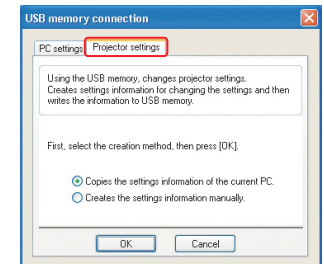 USB memory connection
PC settings Projector settings
Using the USB memory, changes projector settings.
Creates settings information for changing the settings and then
writes the information to USB memory.
First, select the creation method, then press [OK].
Copies the settings information of the current PC.
Creates the settings information manually.
OK Cancel